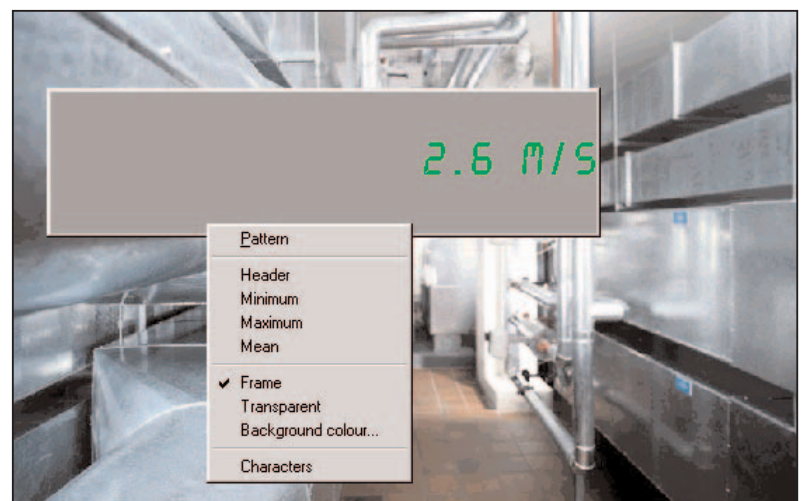 2.6 M/S
Pattern
Header
Minimum
Maximum
Mean
Frame
Transparent
Background colour...
Characters